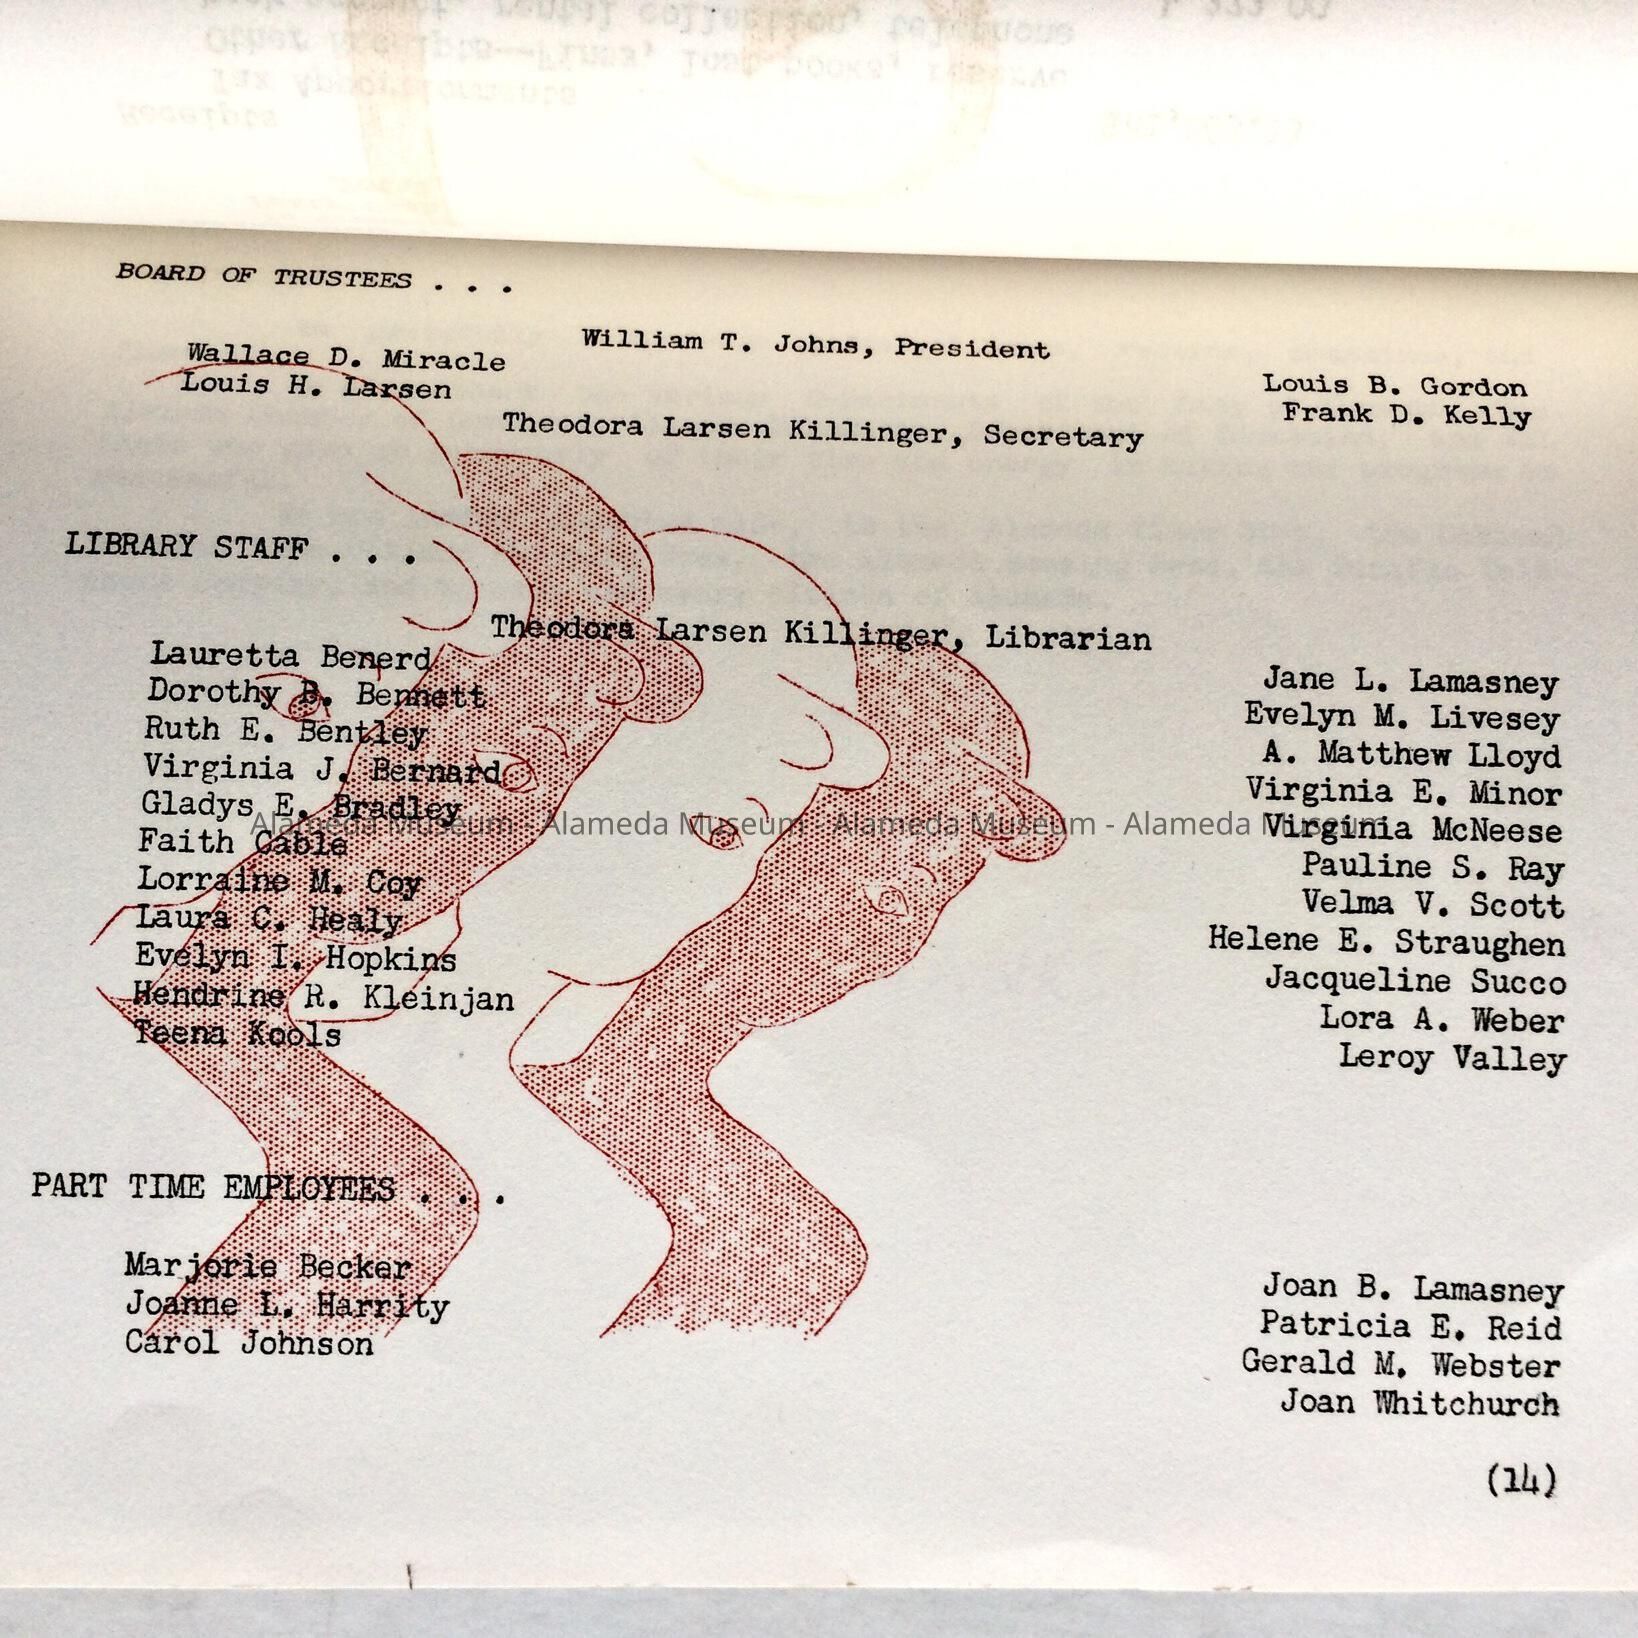 BOARD OF TRUSTEES . . .
William T. Johns, President
Wallace D. Miracle
Louis H. Larsen
Louis B. Gordon
Frank D. Kelly
Theodora Larsen Killinger, Secretary
LIBRARY STAFF . . .
Theodora Larsen Killinger, Librarian
Lauretta Benerd
Dorothy B. Bennett
Ruth E. Bentley
Virginia J. Bernard
Gladys E. Bradley
Faith Cable
Lorraine M. Coy
Laura C. Healy
Evelyn I. Hopkins
Hendrine R. Kleinjan
Teena Kools
Jane L. Lamasney
Evelyn M. Livesey
A. Matthew Lloyd
Virginia E. Minor
Virginia McNeese
Pauline S. Ray
Velma V. Scott
Helene E. Straughen
Jacqueline Succo
Lora A. Weber
Leroy Valley
Alameda Museum - Alameda Museum - Alameda Museum - Alameda Museum
PART TIME EMPLOYEES . . .
Marjorie Becker
Joanne L. Harrity
Carol Johnson
Joan B. Lamasney
Patricia E. Reid
Gerald M. Webster
Joan Whitchurch
(14)